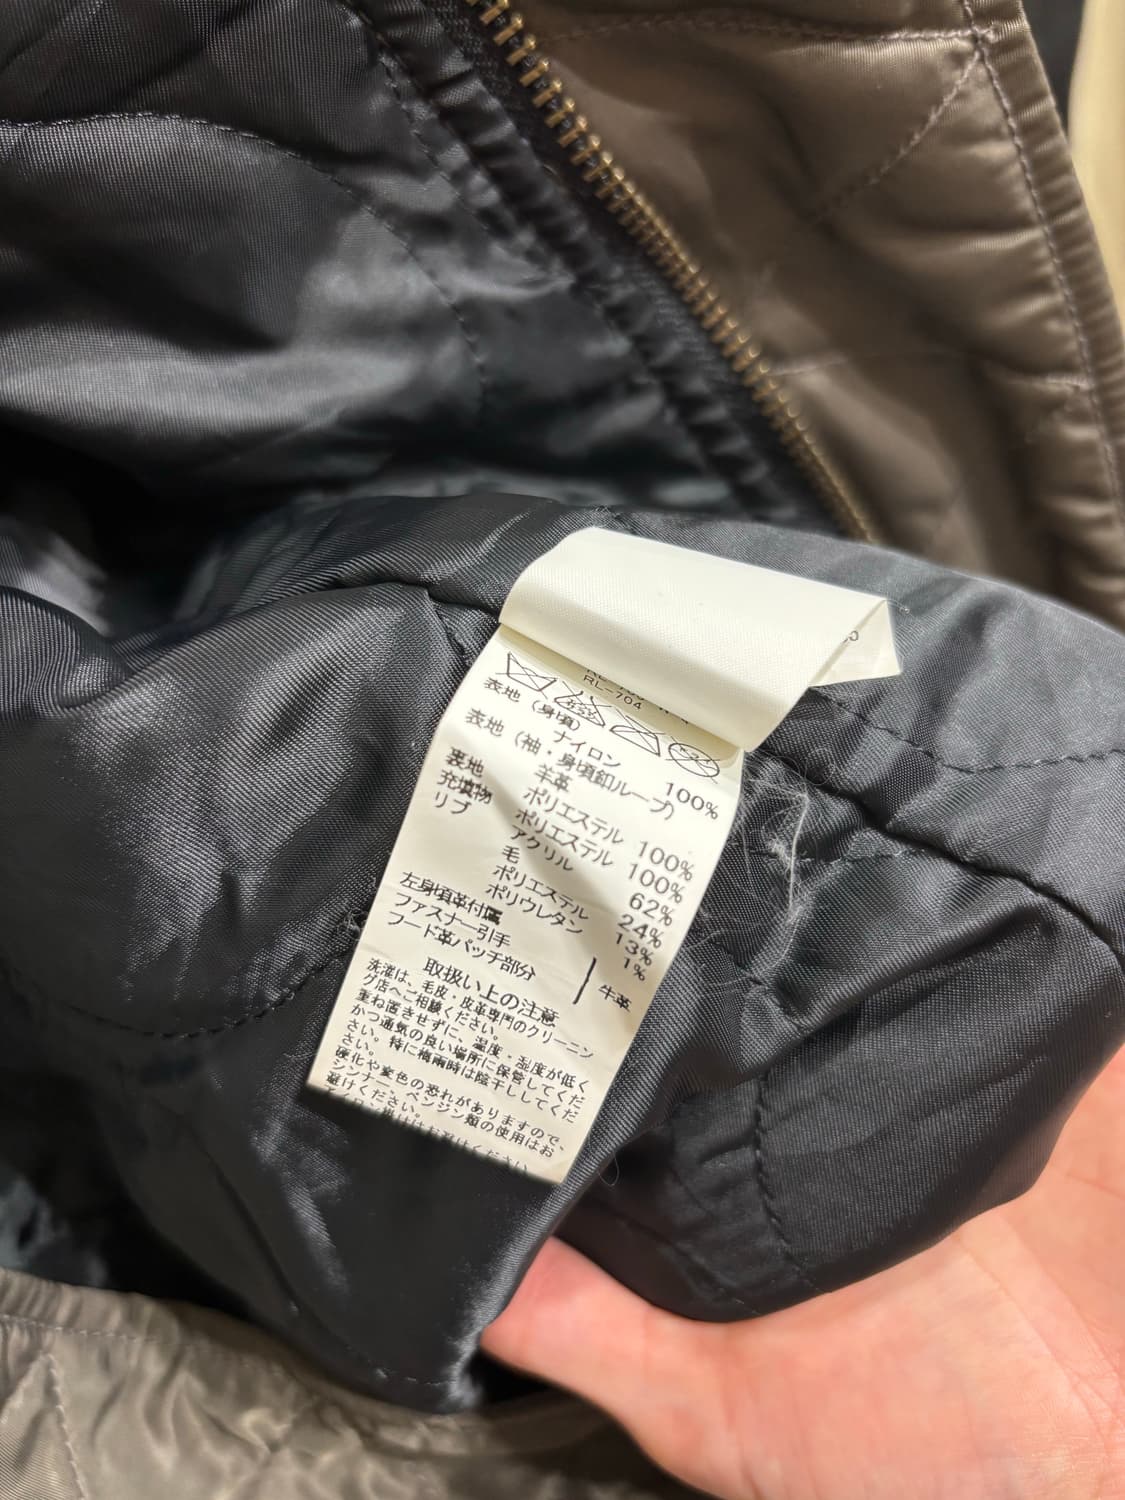 RL-704
表地 (身頃)
ナイロン 100%
表地 (袖・身頃釦ループ)
羊革
裏地 ポリエステル 100%
充填物 ポリエステル 100%
リブ アクリル 62%
毛 24%
ポリエステル 13%
ポリウレタン 1%
左身頃革付属
ファスナー引手
フード革パッチ部分
牛革
取扱い上の注意
洗濯は、毛皮・皮革専門のクリーニン
グ店へご相談ください。
重ね置きせずに、温度・湿度が低く
かつ通気の良い場所に保管してくだ
さい。特に梅雨時は陰干ししてくだ
さい。
硬化や変色の恐れがありますので、
シンナー、ベンジン類の使用はお
避けください。